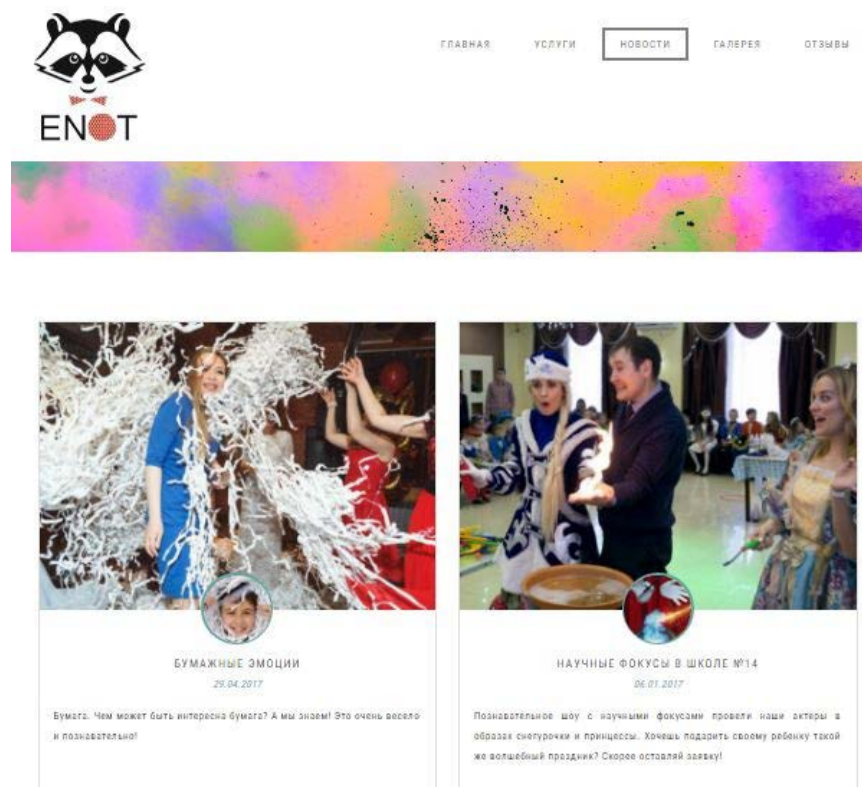 ENOT
ГЛАВНАЯ УСЛУГИ НОВОСТИ ГАЛЕРЕЯ ОТЗЫВЫ
БУМАЖНЫЕ ЭМОЦИИ
29.04.2017
Бумага. Чем может быть интересна бумага? А мы знаем! Это очень весело
и познавательно!
НАУЧНЫЕ ФОКУСЫ В ШКОЛЕ №14
06.01.2017
Познавательное шоу с научными фокусами провели наши актеры в
образах снегурочки и принцессы. Хочешь подарить своему ребенку такой
же волшебный праздник? Скорее оставляй заявку!